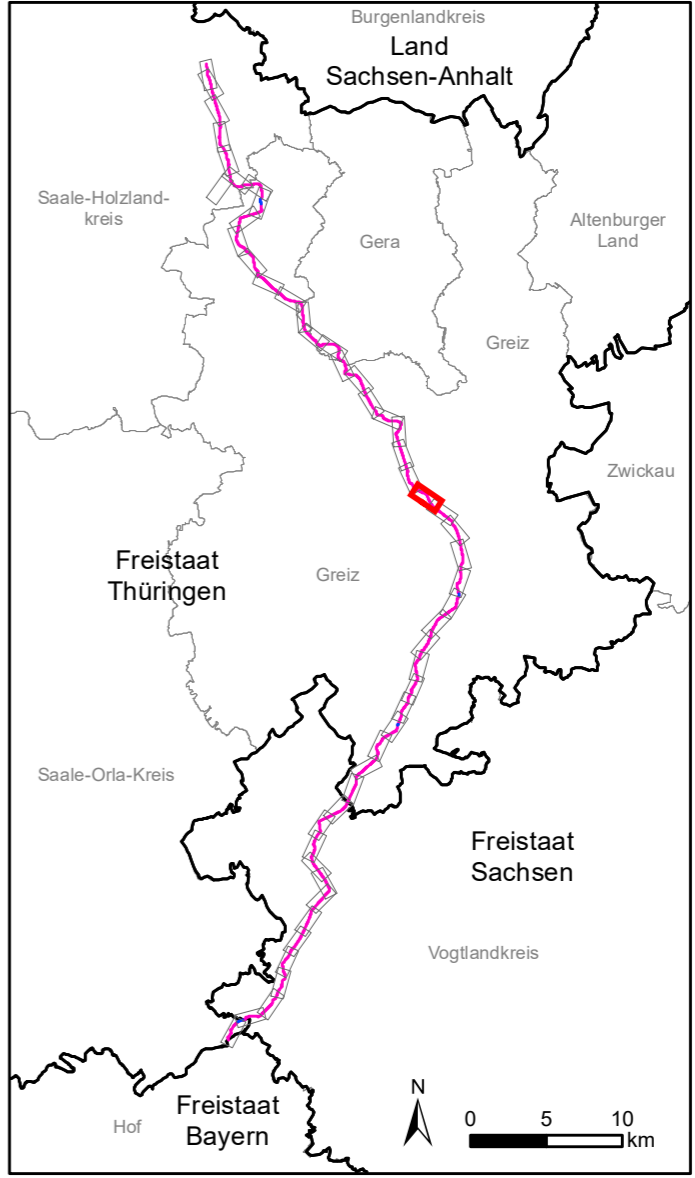 Burgenlandkreis
Land
Sachsen-Anhalt
Saale-Holzland-
kreis
Gera
Altenburger
Land
Greiz
Zwickau
Freistaat
Thüringen
Greiz
Saale-Orla-Kreis
Freistaat
Sachsen
Vogtlandkreis
Hof
Freistaat
Bayern
N
0 5 10
km